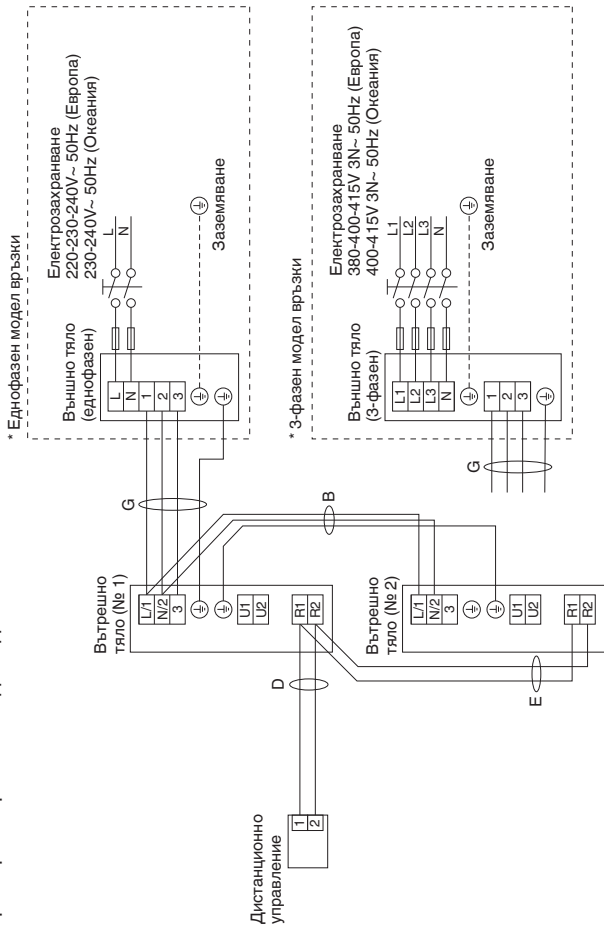 * Еднофазен модел връзки
Електрозахранване
220-230-240V~ 50Hz (Европа)
230-240V~ 50Hz (Океания)
Външно тяло
(еднофазен)
L
N
L
N
1
2
3
Заземяване
G
* 3-фазен модел връзки
Електрозахранване
380-400-415V 3N~ 50Hz (Европа)
400-415V 3N~ 50Hz (Океания)
Външно тяло
(3-фазен)
L1
L2
L3
N
L1
L2
L3
N
1
2
3
Заземяване
G
B
Вътрешно
тяло (№ 1)
L/1
N/2
3
U1
U2
R1
R2
Вътрешно
тяло (№ 2)
L/1
N/2
3
U1
U2
R1
R2
D
E
Дистанционно
управление
1
2